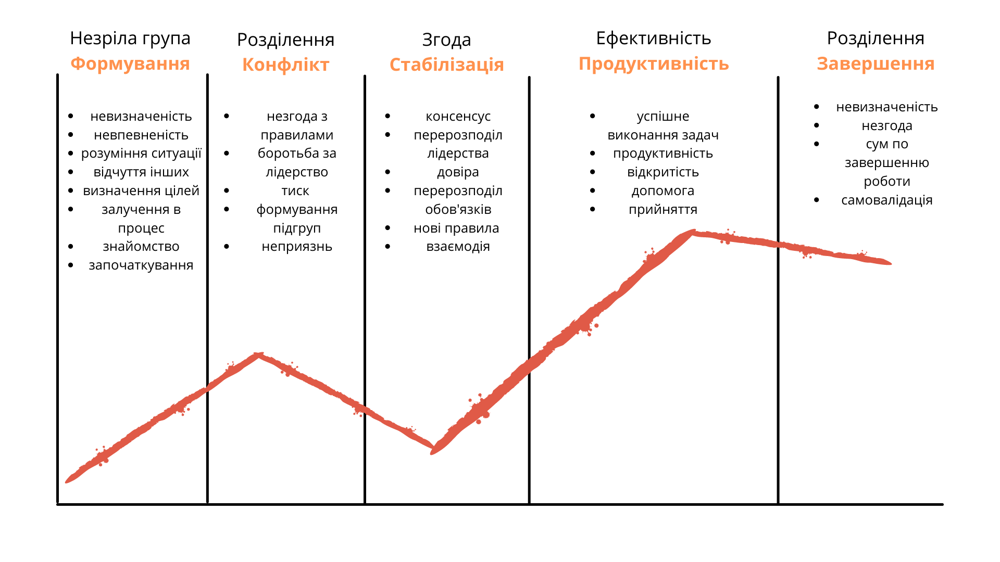 Незріла група
Формування
невизначеність
невпевненість
розуміння ситуації
відчуття інших
визначення цілей
залучення в
процес
знайомство
започаткування
Розділення
Конфлікт
незгода з
правилами
боротьба за
лідерство
тиск
формування
підгруп
неприязнь
Згода
Стабілізація
консенсус
перерозподіл
лідерства
довіра
перерозподіл
обов'язків
нові правила
взаємодія
Ефективність
Продуктивність
успішне
виконання задач
продуктивність
відкритість
допомога
прийняття
Розділення
Завершення
невизначеність
незгода
сум по
завершенню
роботи
самовалідація